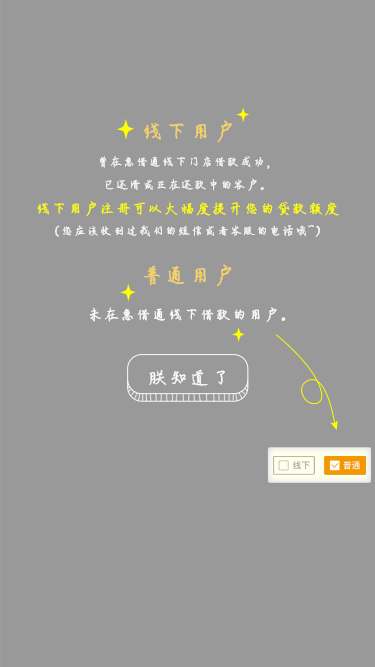 线下用户
曾在惠借通线下门店借款成功，
已还清或正在还款中的客户。
线下用户注册可以大幅度提升您的贷款额度
(您应该收到过我们的短信或者客服的电话哦~)
普通用户
未在惠借通线下借款的用户。
朕知道了
线下 普通